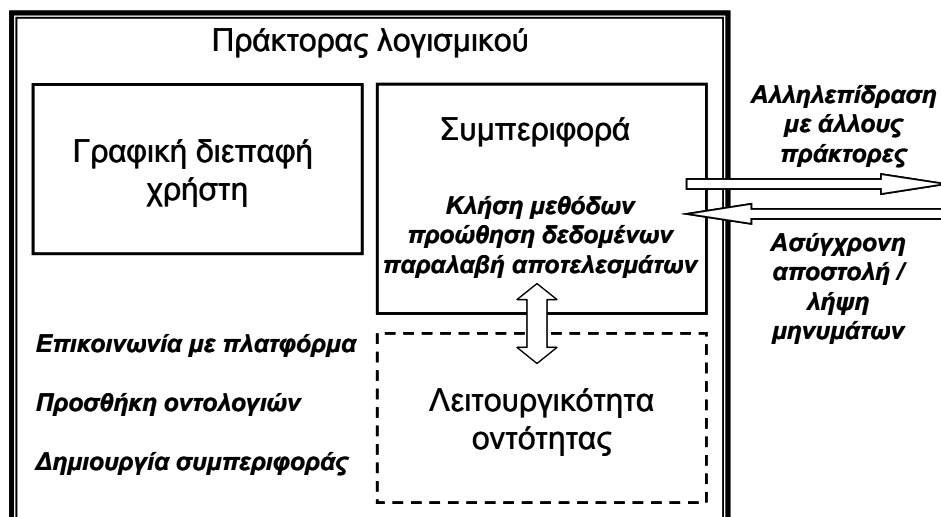 Πράκτορας λογισμικού
Γραφική διεπαφή
χρήστη
Συμπεριφορά
Κλήση μεθόδων
προώθηση δεδομένων
παραλαβή αποτελεσμάτων
Αλληλεπίδραση
με άλλους
πράκτορες
Ασύγχρονη
αποστολή /
λήψη
μηνυμάτων
Επικοινωνία με πλατφόρμα
Προσθήκη οντολογιών
Δημιουργία συμπεριφοράς
Λειτουργικότητα
οντότητας